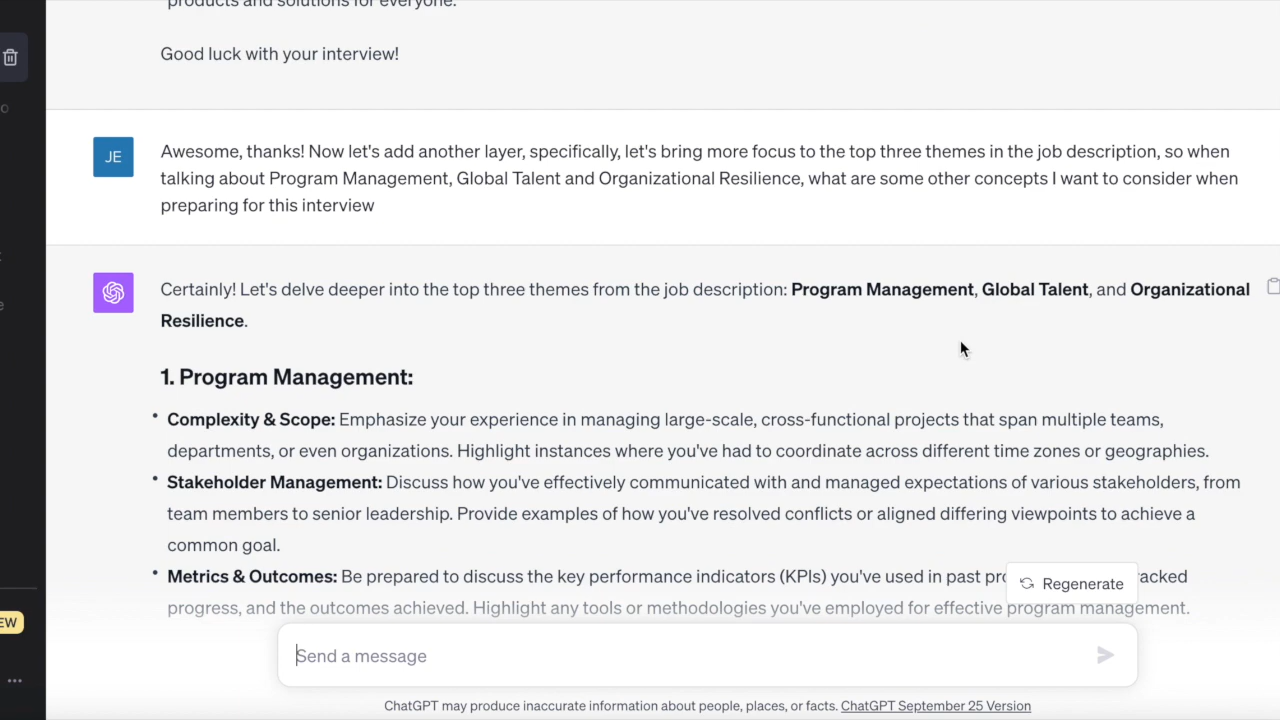 products and solutions for everyone.
Good luck with your interview!
JE
Awesome, thanks! Now let's add another layer, specifically, let's bring more focus to the top three themes in the job description, so when
talking about Program Management, Global Talent and Organizational Resilience, what are some other concepts I want to consider when
preparing for this interview
Certainly! Let's delve deeper into the top three themes from the job description: Program Management, Global Talent, and Organizational
Resilience.
1. Program Management:
• Complexity & Scope: Emphasize your experience in managing large-scale, cross-functional projects that span multiple teams,
departments, or even organizations. Highlight instances where you've had to coordinate across different time zones or geographies.
• Stakeholder Management: Discuss how you've effectively communicated with and managed expectations of various stakeholders, from
team members to senior leadership. Provide examples of how you've resolved conflicts or aligned differing viewpoints to achieve a
common goal.
• Metrics & Outcomes: Be prepared to discuss the key performance indicators (KPIs) you've used in past
Regenerate
progress, and the outcomes achieved. Highlight any tools or methodologies you've employed for effective program management.
EW
Send a message
ChatGPT may produce inaccurate information about people, places, or facts. ChatGPT September 25 Version